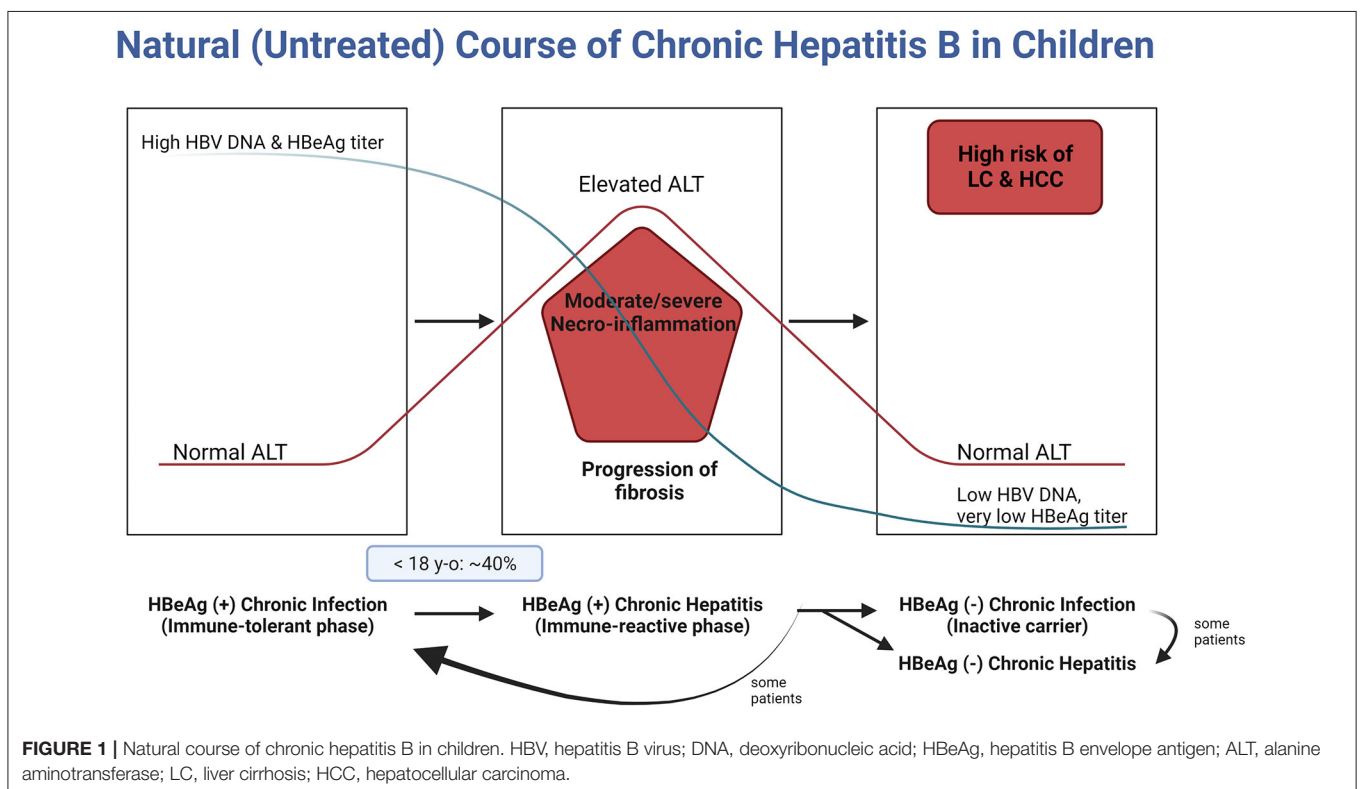 Natural (Untreated) Course of Chronic Hepatitis B in Children
High HBV DNA & HBeAg titer
Normal ALT
Elevated ALT
Moderate/severe
Necro-inflammation
Progression of
fibrosis
High risk of
LC & HCC
Normal ALT
Low HBV DNA,
very low HBeAg titer
< 18 y-o: ~40%
HBeAg (+) Chronic Infection
(Immune-tolerant phase)
HBeAg (+) Chronic Hepatitis
(Immune-reactive phase)
HBeAg (-) Chronic Infection
(Inactive carrier)
HBeAg (-) Chronic Hepatitis
some
patients
some
patients
FIGURE 1 | Natural course of chronic hepatitis B in children. HBV, hepatitis B virus; DNA, deoxyribonucleic acid; HBeAg, hepatitis B envelope antigen; ALT, alanine
aminotransferase; LC, liver cirrhosis; HCC, hepatocellular carcinoma.